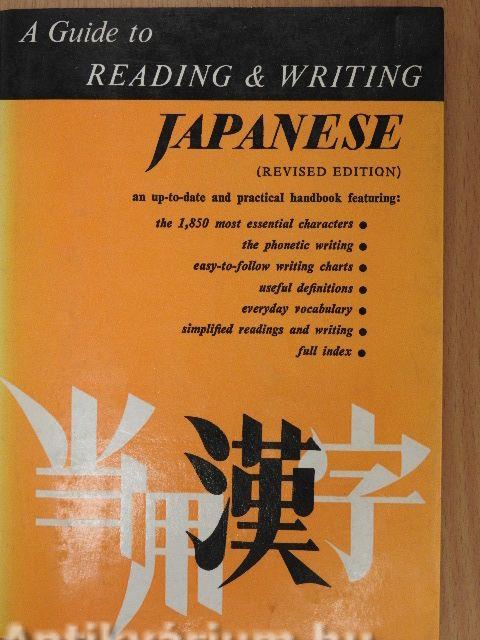 A Guide to
READING & WRITING
JAPANESE
(REVISED EDITION)
an up-to-date and practical handbook featuring:
the 1,850 most essential characters ●
the phonetic writing ●
easy-to-follow writing charts ●
useful definitions ●
everyday vocabulary ●
simplified readings and writing ●
full index ●
当用漢字
Antikvárium.hu